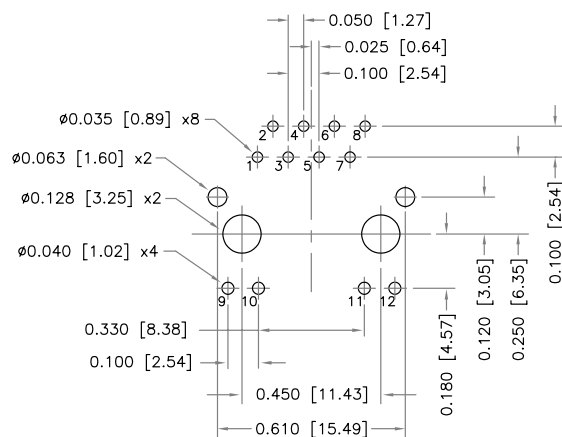 0.050 [1.27]
0.025 [0.64]
0.100 [2.54]
ø0.035 [0.89] x8
2 4 6 8
ø0.063 [1.60] x2
1 3 5 7
ø0.128 [3.25] x2
0.100 [2.54]
ø0.040 [1.02] x4
0.120 [3.05]
0.250 [6.35]
9 10 11 12
0.330 [8.38]
0.180 [4.57]
0.100 [2.54]
0.450 [11.43]
0.610 [15.49]